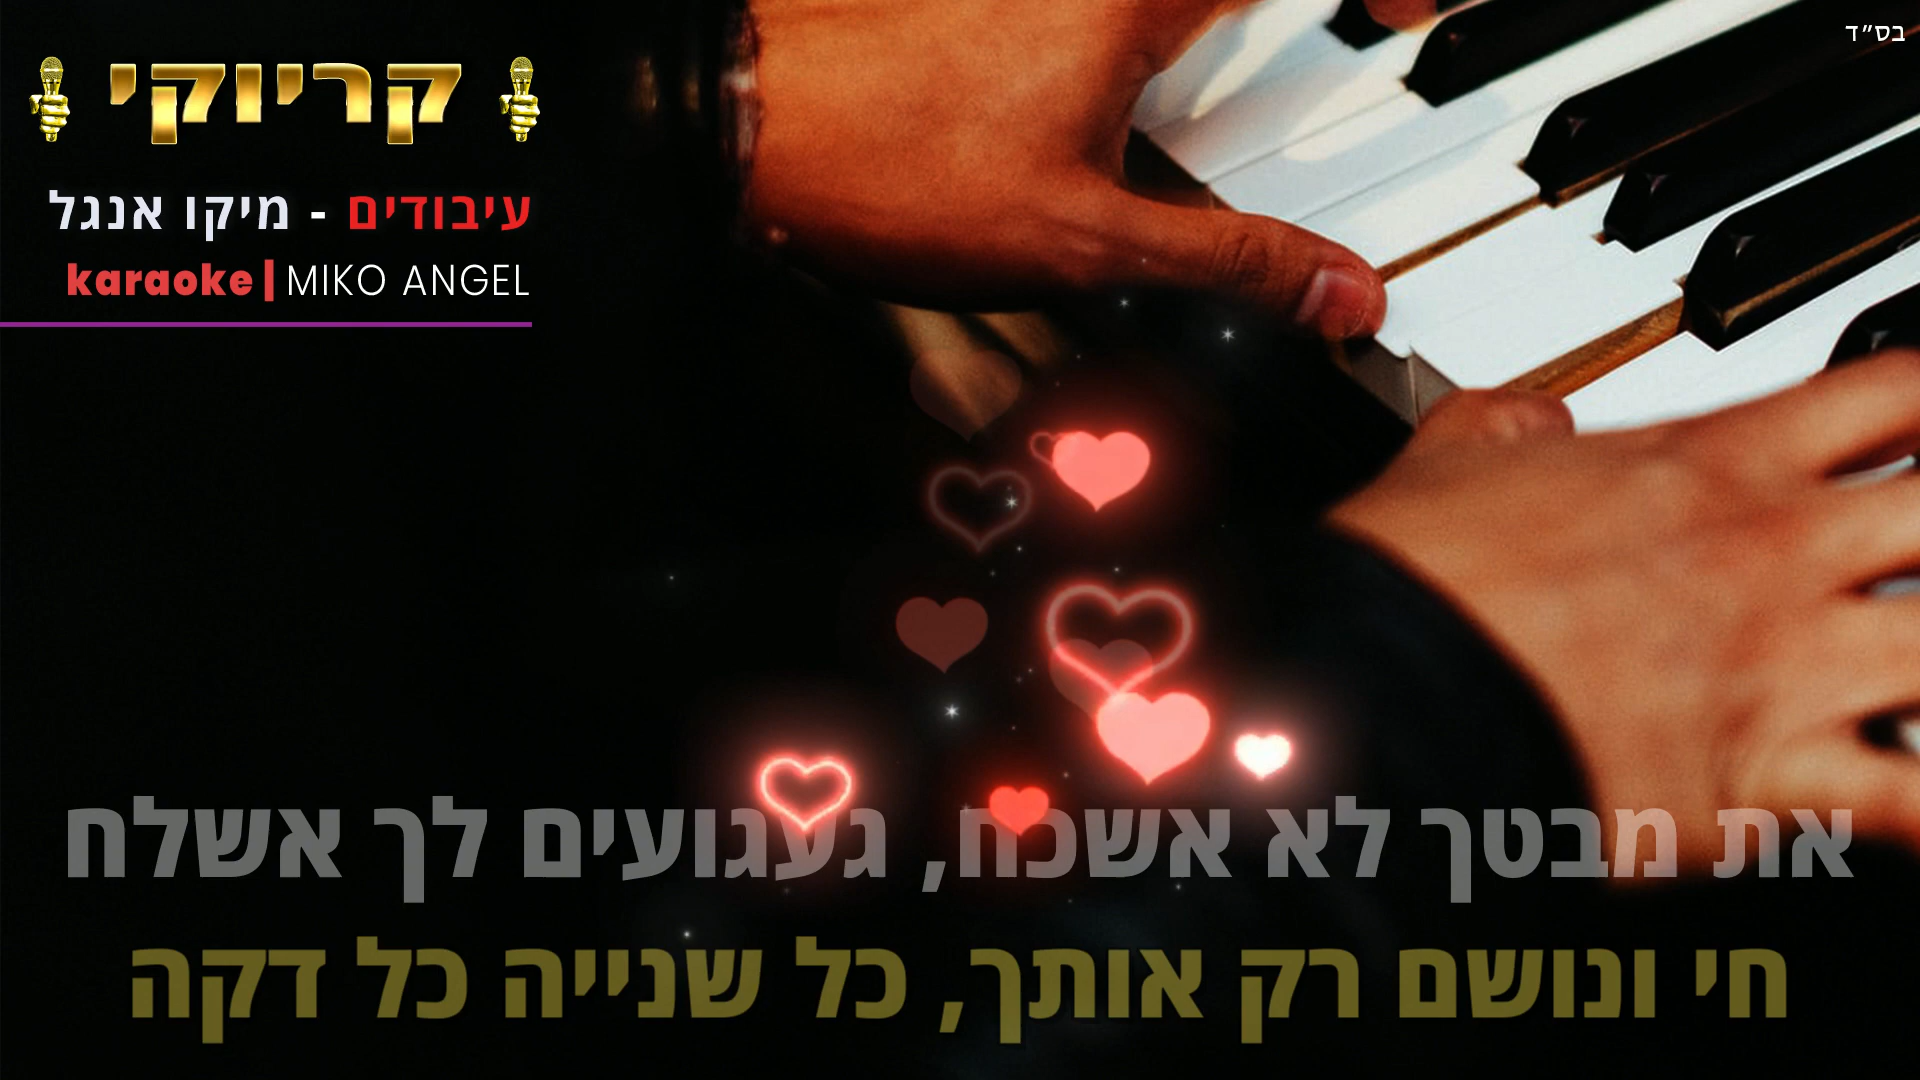 בס״ד
קריוקי
עיבודים - מיקו אנגל
karaoke | MIKO ANGEL
את מבטך לא אשכח, געגועים לך אשלח
חי ונושם רק אותך, כל שנייה כל דקה